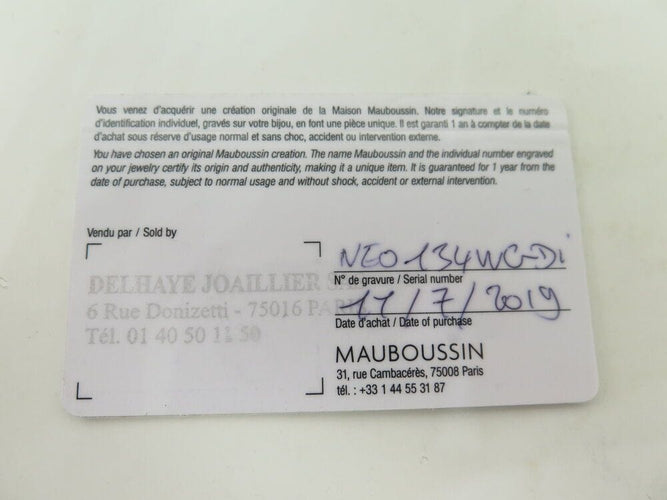 Vous venez d'acquérir une création originale de la Maison Mauboussin. Notre signature et le numéro
d'identification individuel, gravés sur votre bijou, en font une pièce unique. Il est garanti 1 an à compter de la date
d'achat sous réserve d'usage normal et sans choc, accident ou intervention externe.
You have chosen an original Mauboussin creation. The name Mauboussin and the individual number engraved
on your jewelry certify its origin and authenticity, making it a unique item. It is guaranteed for 1 year from the
date of purchase, subject to normal usage and without shock, accident or external intervention.
Vendu par / Sold by
DELHAYE JOAILLIER
6 Rue Donizetti - 75016 PARIS
Tél. 01 40 50 11 50
NEO134WG-Di
N° de gravure / Serial number
11/7/2019
Date d'achat / Date of purchase
MAUBOUSSIN
31, rue Cambacérès, 75008 Paris
tél. : +33 1 44 55 31 87